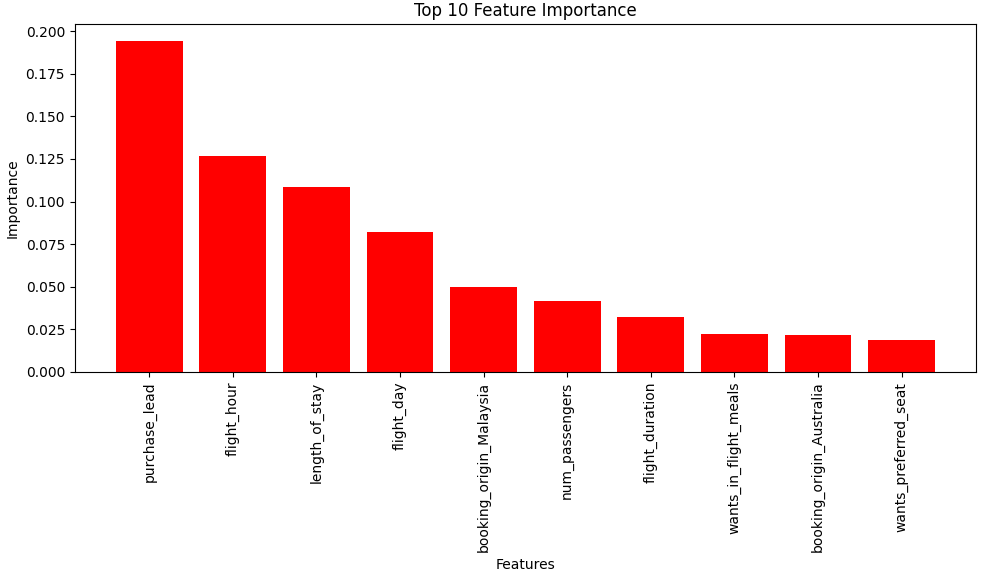 Top 10 Feature Importance
Importance
0.200
0.175
0.150
0.125
0.100
0.075
0.050
0.025
0.000
purchase_lead
flight_hour
length_of_stay
flight_day
booking_origin_Malaysia
num_passengers
flight_duration
wants_in_flight_meals
booking_origin_Australia
wants_preferred_seat
Features